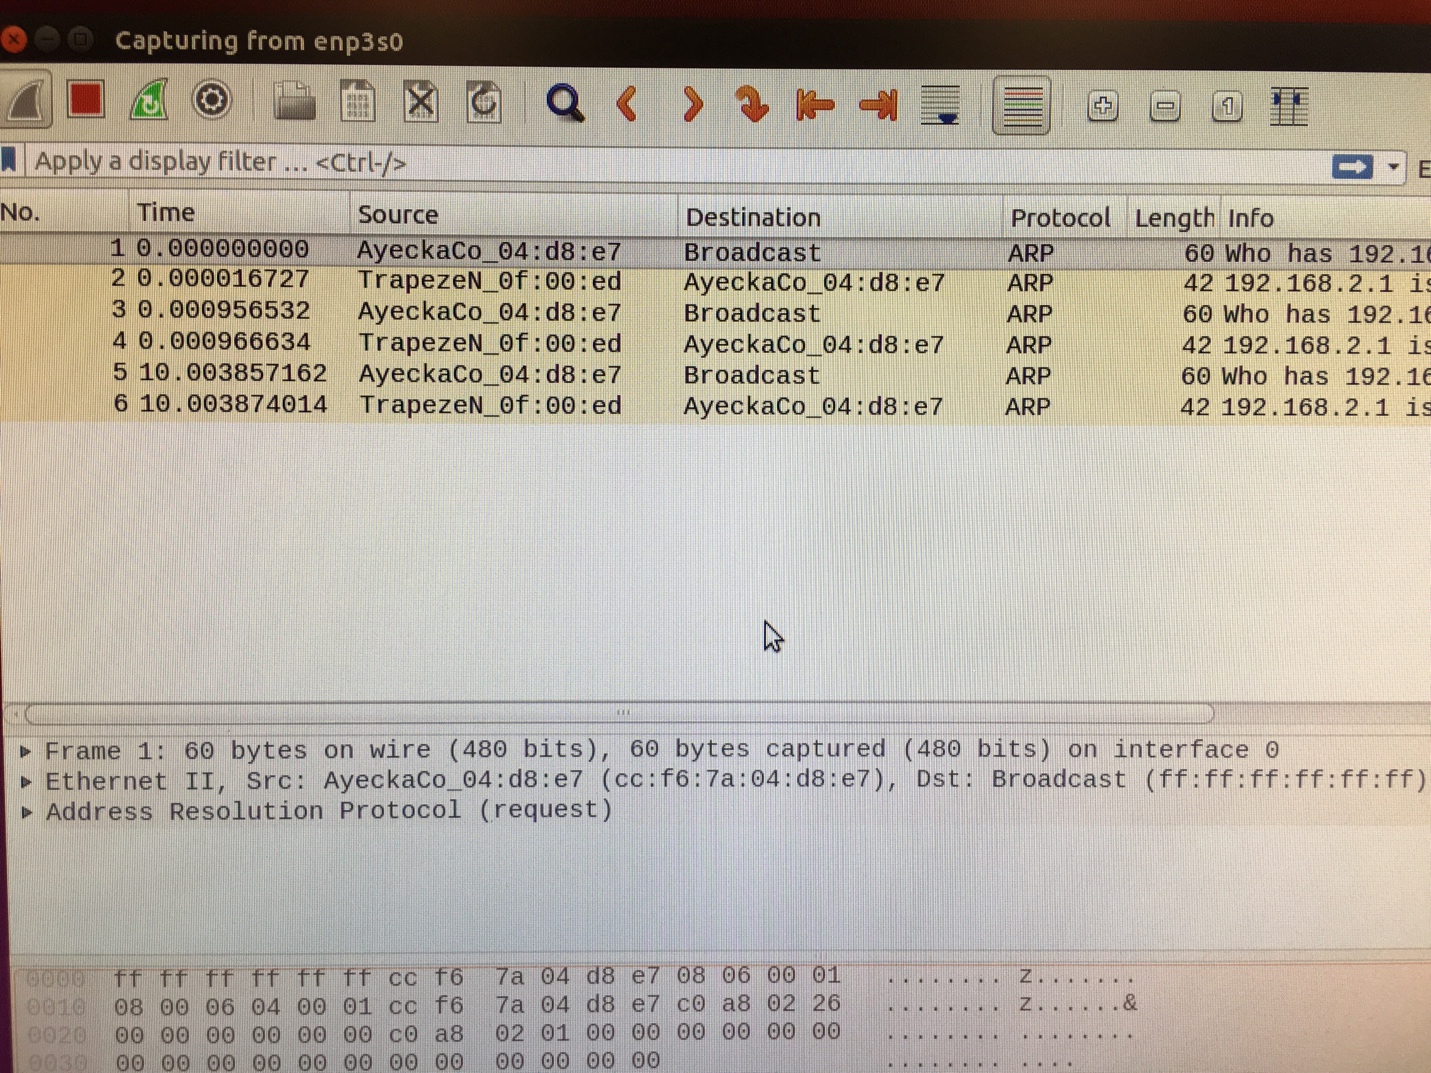 Capturing from enp3s0
Apply a display filter ... <Ctrl-/> E
No. Time Source Destination Protocol Length Info
1 0.000000000 AyeckaCo_04:d8:e7 Broadcast ARP 60 Who has 192.16
2 0.000016727 TrapezeN_0f:00:ed AyeckaCo_04:d8:e7 ARP 42 192.168.2.1 is
3 0.000956532 AyeckaCo_04:d8:e7 Broadcast ARP 60 Who has 192.16
4 0.000966634 TrapezeN_0f:00:ed AyeckaCo_04:d8:e7 ARP 42 192.168.2.1 is
5 10.003857162 AyeckaCo_04:d8:e7 Broadcast ARP 60 Who has 192.16
6 10.003874014 TrapezeN_0f:00:ed AyeckaCo_04:d8:e7 ARP 42 192.168.2.1 is
Frame 1: 60 bytes on wire (480 bits), 60 bytes captured (480 bits) on interface 0
Ethernet II, Src: AyeckaCo_04:d8:e7 (cc:f6:7a:04:d8:e7), Dst: Broadcast (ff:ff:ff:ff:ff:ff)
Address Resolution Protocol (request)
0000 ff ff ff ff ff ff cc f6 7a 04 d8 e7 08 06 00 01 ........ z.......
0010 08 00 06 04 00 01 cc f6 7a 04 d8 e7 c0 a8 02 26 ........ z......&
0020 00 00 00 00 00 00 c0 a8 02 01 00 00 00 00 00 00 ........ ........
0030 00 00 00 00 00 00 00 00 00 00 00 00 ........ ....